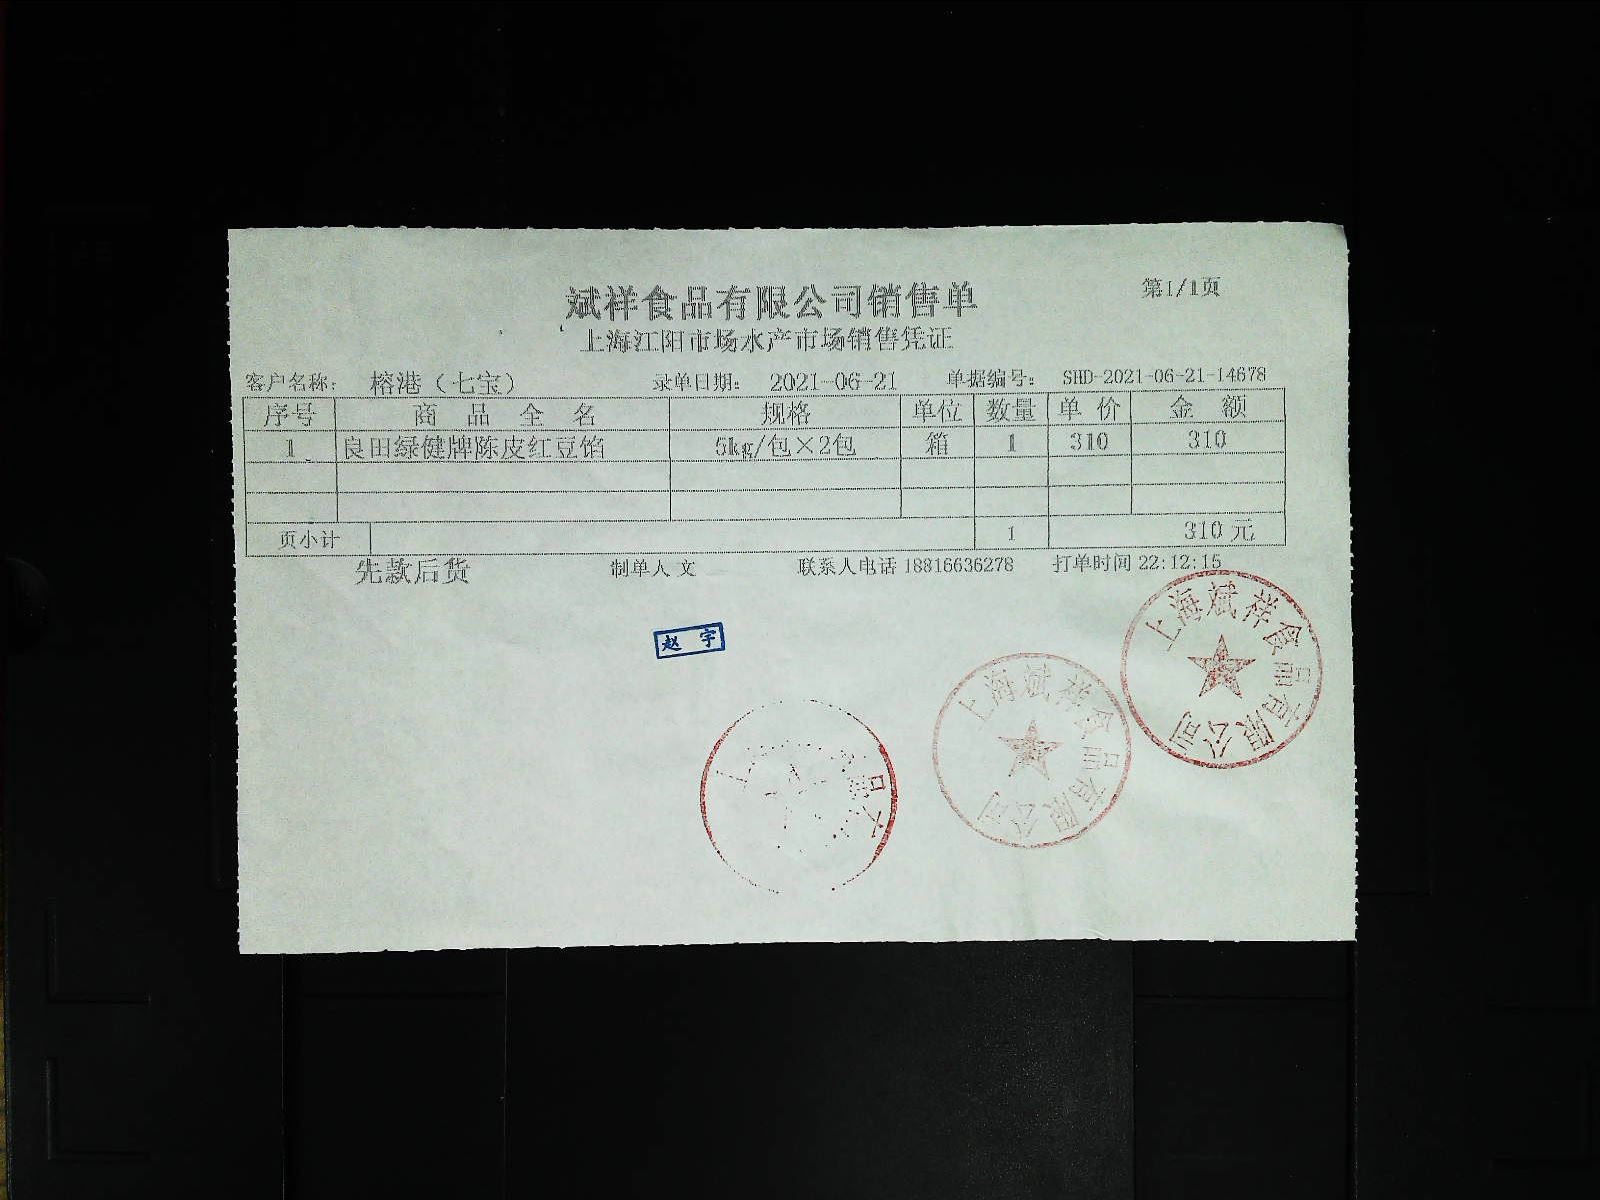 第1/1页
斌祥食品有限公司销售单
上海江阳市场水产市场销售凭证
客户名称： 榕港（七宝） 录单日期： 2021-06-21 单据编号： SHD-2021-06-21-14678
序号 商品全名 规格 单位 数量 单价 金额
1 良田绿健牌陈皮红豆馅 5kg/包×2包 箱 1 310 310
页小计 1 310 元
先款后货 制单人 文 联系人电话 18816636278 打单时间 22:12:15
赵宇
上海斌祥食品有限公司
上海斌祥食品有限公司